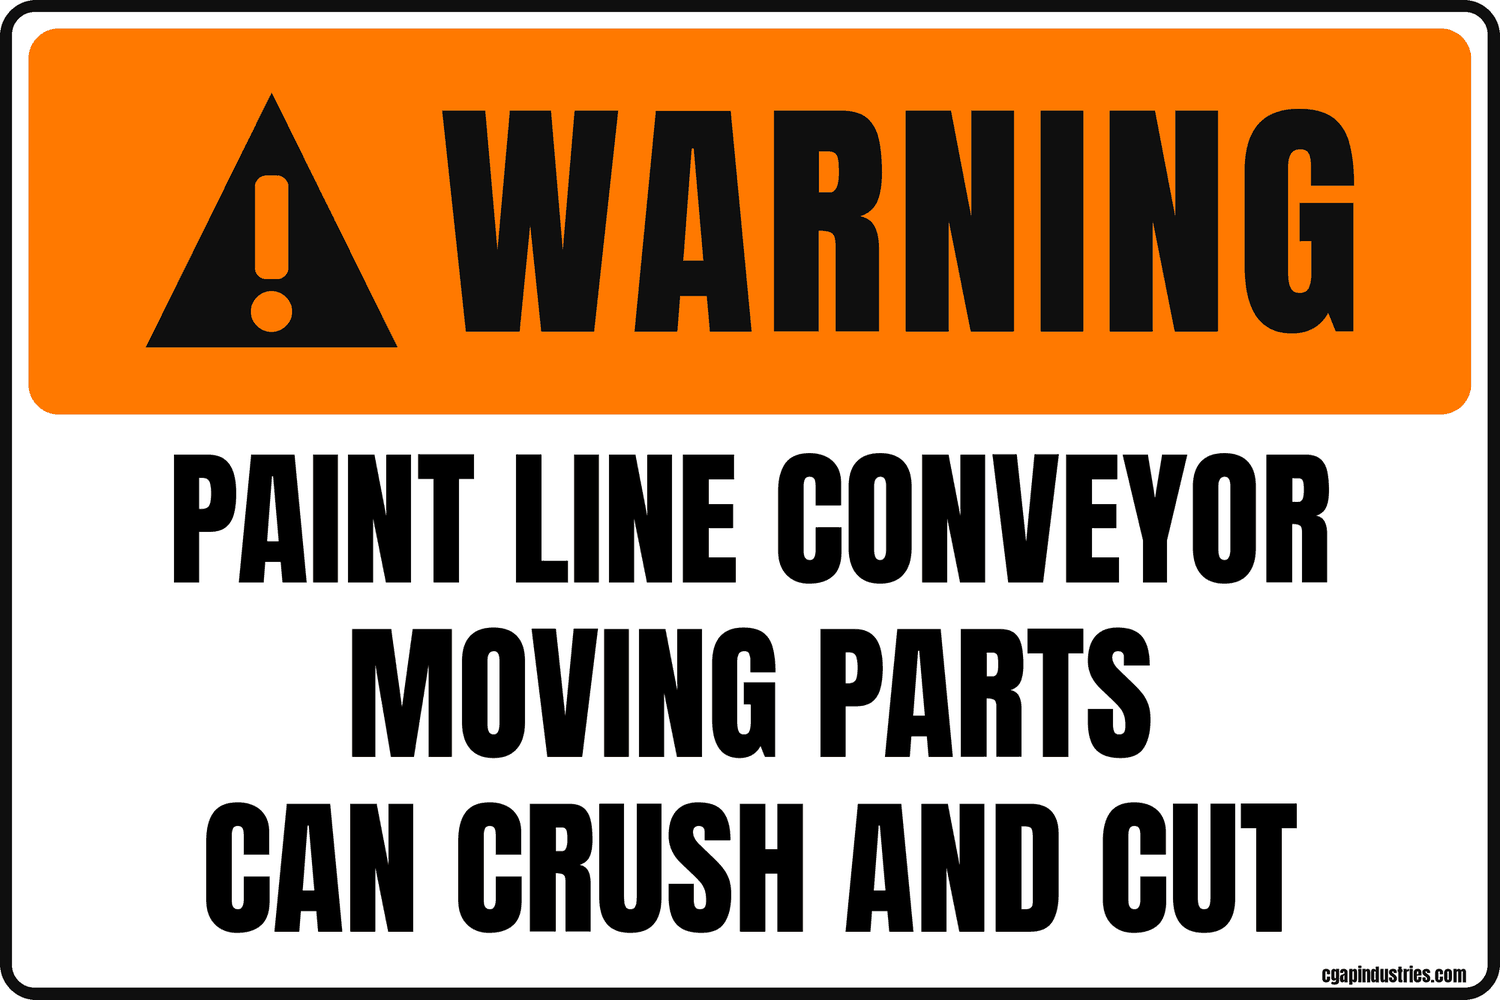 WARNING
PAINT LINE CONVEYOR
MOVING PARTS
CAN CRUSH AND CUT
cgapindustries.com